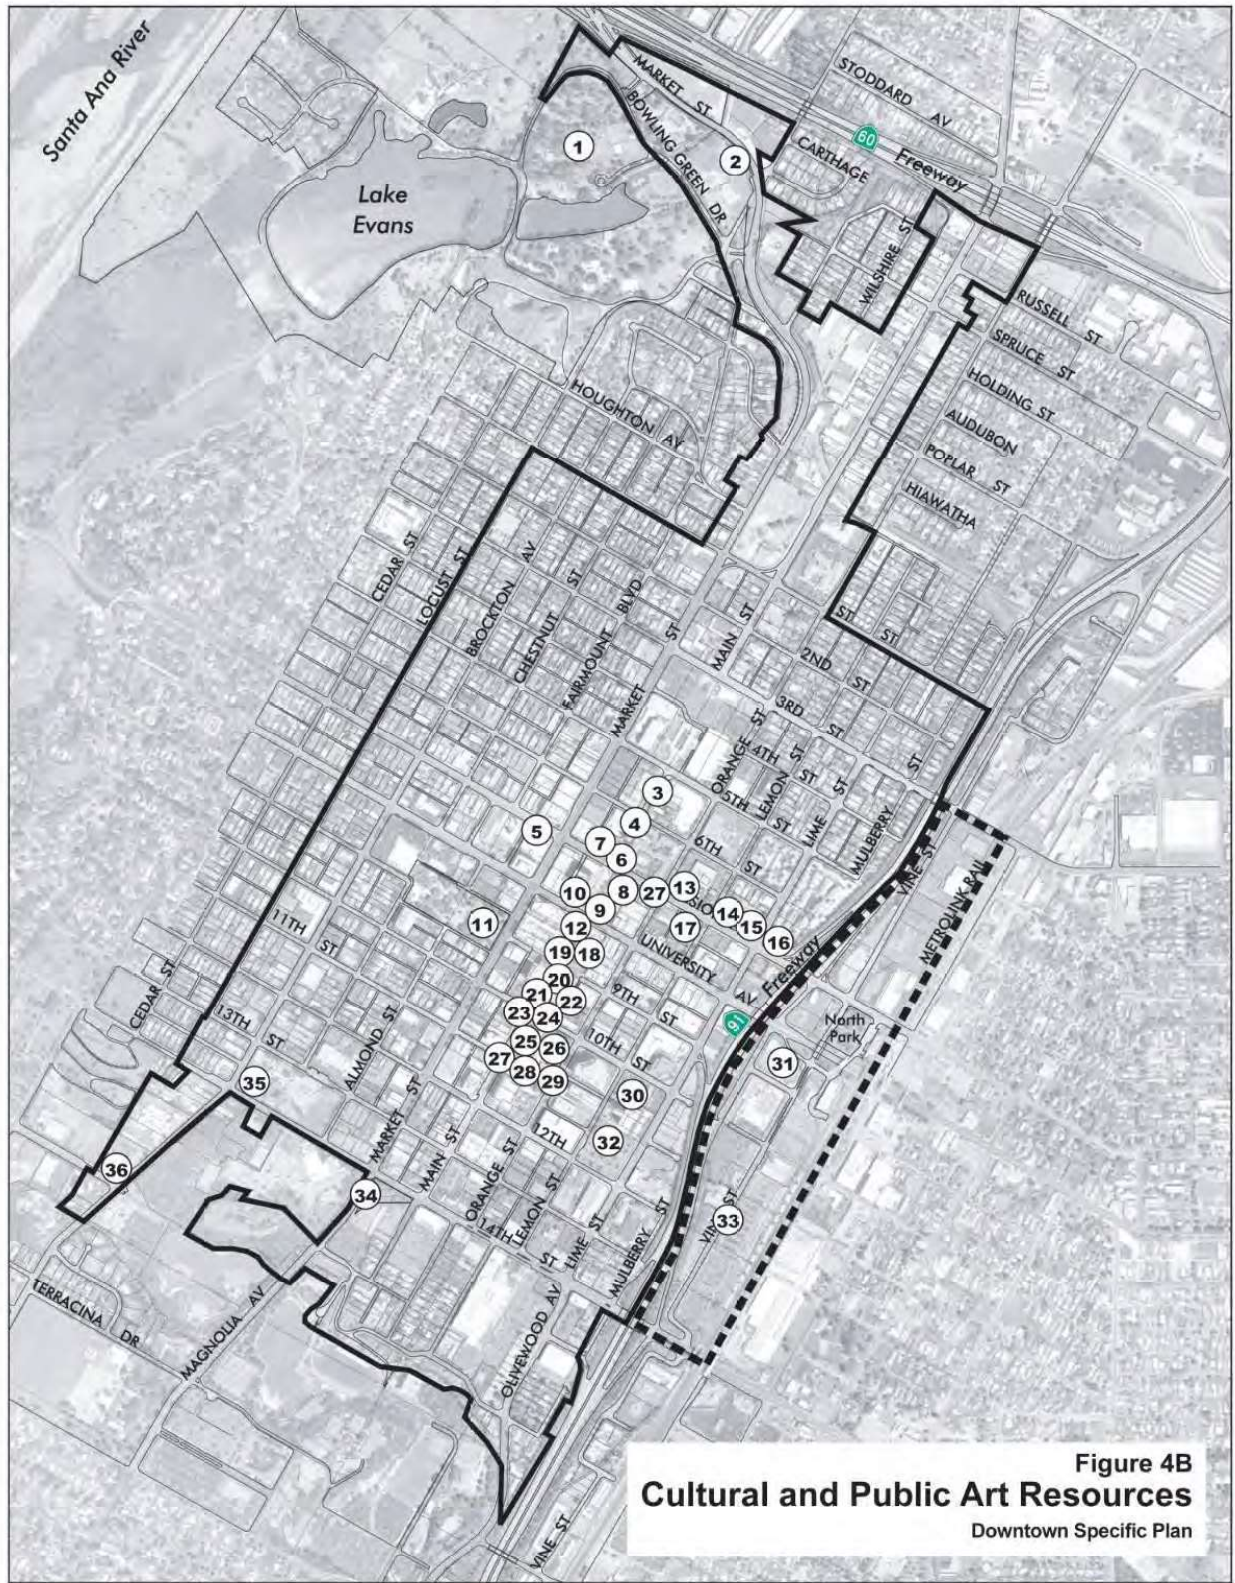 Santa Ana River
Lake
Evans
MARKET ST
BOWLING GREEN DR
STODDARD AV
60
Freeway
CARTHAGE
1
2
WILSHIRE ST
RUSSELL ST
SPRUCE ST
HOLDING ST
AUDUBON
POPLAR ST
HIAWATHA
HOUGHTON AV
CEDAR ST
LOCUST ST
BROCKTON AV
CHESTNUT ST
FAIRMOUNT BLVD
MARKET ST
MAIN ST
ST
ST
2ND ST
3RD ST
ORANGE ST
4TH ST
LEMON ST
5TH ST
LIME ST
MULBERRY ST
6TH ST
VINE ST
METROLINK RAIL
3
4
5
7
6
10
8
27
13
SIO
14
15
16
9
11
12
17
UNIVERSITY AV
Freeway
91
19
18
20
21
22
23
24
9TH ST
25
26
10TH ST
27
28
29
30
North
Park
31
11TH ST
CEDAR ST
13TH ST
ALMOND ST
35
MARKET ST
MAIN ST
12TH
32
ORANGE ST
LEMON ST
14TH ST
LIME ST
MULBERRY ST
VIN ST
33
36
34
TERRACINA DR
MAGNOLIA AV
OLIVEWOOD AV
VINE ST
Figure 4B
Cultural and Public Art Resources
Downtown Specific Plan